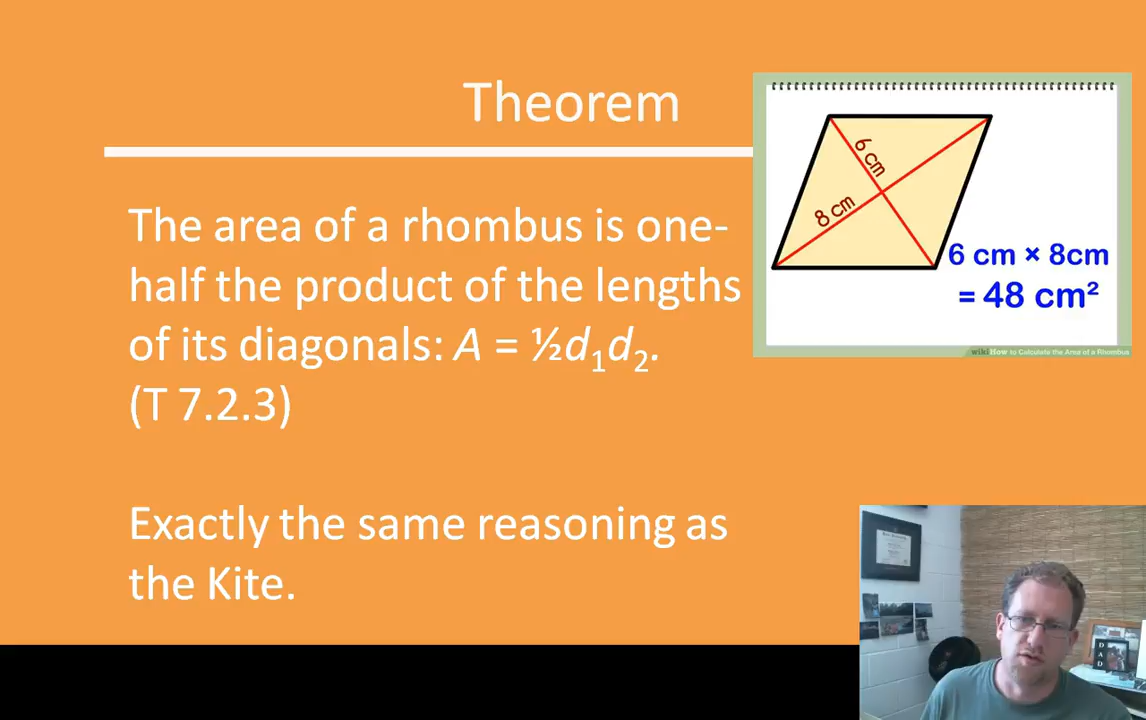 Theorem
The area of a rhombus is one-
half the product of the lengths
of its diagonals: A = ½d₁d₂.
(T 7.2.3)
Exactly the same reasoning as
the Kite.
6 cm
8 cm
6 cm × 8cm
= 48 cm²
wikiHow to Calculate the Area of a Rhombus
DAD